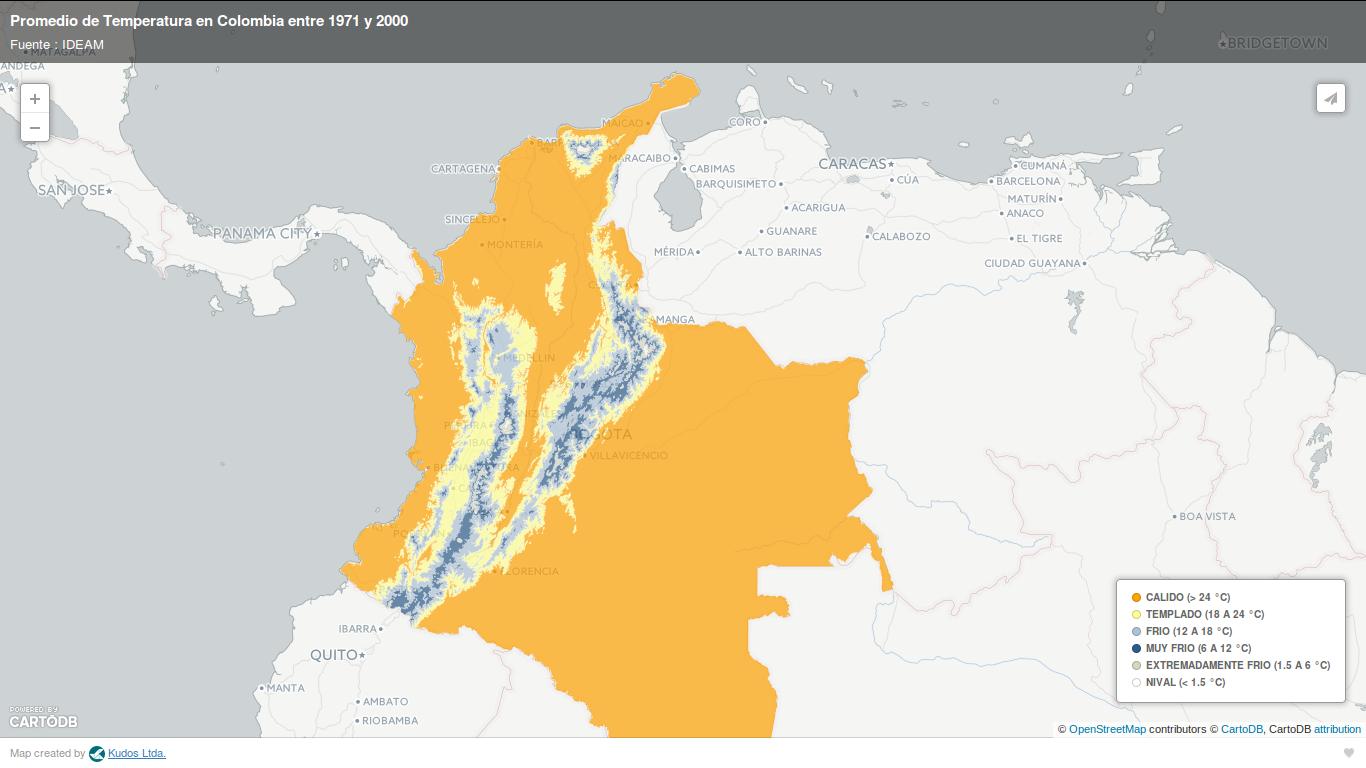 Promedio de Temperatura en Colombia entre 1971 y 2000
Fuente : IDEAM
BRIDGETOWN
MATAGALPA
ANDEGA
+
−
MAICAO
CORO
CARTAGENA
MARACAIBO
CABIMAS
CARACAS
CÚA
CUMANÁ
BARCELONA
BARQUISIMETO
MATURÍN
ANACO
SAN JOSE
ACARIGUA
SINCELEJO
PANAMA CITY
GUANARE
CALABOZO
EL TIGRE
MONTERÍA
MÉRIDA
ALTO BARINAS
CIUDAD GUAYANA
MANGA
MEDELLIN
VILLAVICENCIO
BOA VISTA
FLORENCIA
IBARRA
QUITO
MANTA
AMBATO
RIOBAMBA
CALIDO (> 24 °C)
TEMPLADO (18 A 24 °C)
FRIO (12 A 18 °C)
MUY FRIO (6 A 12 °C)
EXTREMADAMENTE FRIO (1.5 A 6 °C)
NIVAL (< 1.5 °C)
POWERED BY
CARTODB
© OpenStreetMap contributors © CartoDB, CartoDB attribution
Map created by Kudos Ltda.